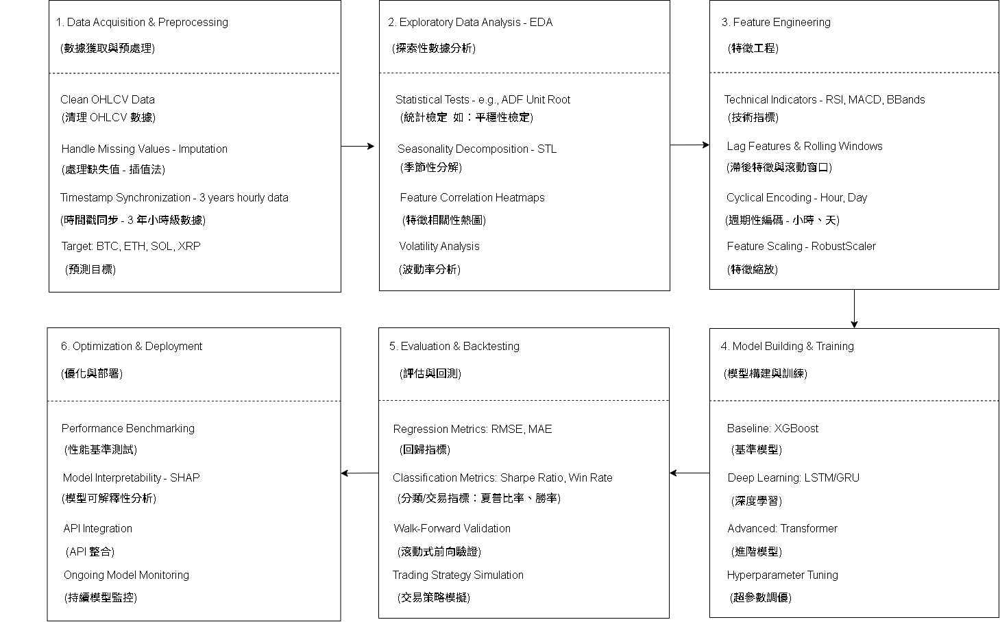 1. Data Acquisition & Preprocessing
(數據獲取與預處理)
Clean OHLCV Data
(清理 OHLCV 數據)
Handle Missing Values - Imputation
(處理缺失值 - 插值法)
Timestamp Synchronization - 3 years hourly data
(時間戳同步 - 3 年小時級數據)
Target: BTC, ETH, SOL, XRP
(預測目標)
2. Exploratory Data Analysis - EDA
(探索性數據分析)
Statistical Tests - e.g., ADF Unit Root
(統計檢定 如：平穩性檢定)
Seasonality Decomposition - STL
(季節性分解)
Feature Correlation Heatmaps
(特徵相關性熱圖)
Volatility Analysis
(波動率分析)
3. Feature Engineering
(特徵工程)
Technical Indicators - RSI, MACD, BBands
(技術指標)
Lag Features & Rolling Windows
(滯後特徵與滾動窗口)
Cyclical Encoding - Hour, Day
(週期性編碼 - 小時、天)
Feature Scaling - RobustScaler
(特徵縮放)
4. Model Building & Training
(模型構建與訓練)
Baseline: XGBoost
(基準模型)
Deep Learning: LSTM/GRU
(深度學習)
Advanced: Transformer
(進階模型)
Hyperparameter Tuning
(超參數調優)
5. Evaluation & Backtesting
(評估與回測)
Regression Metrics: RMSE, MAE
(回歸指標)
Classification Metrics: Sharpe Ratio, Win Rate
(分類/交易指標：夏普比率、勝率)
Walk-Forward Validation
(滾動式前向驗證)
Trading Strategy Simulation
(交易策略模擬)
6. Optimization & Deployment
(優化與部署)
Performance Benchmarking
(性能基準測試)
Model Interpretability - SHAP
(模型可解釋性分析)
API Integration
(API 整合)
Ongoing Model Monitoring
(持續模型監控)